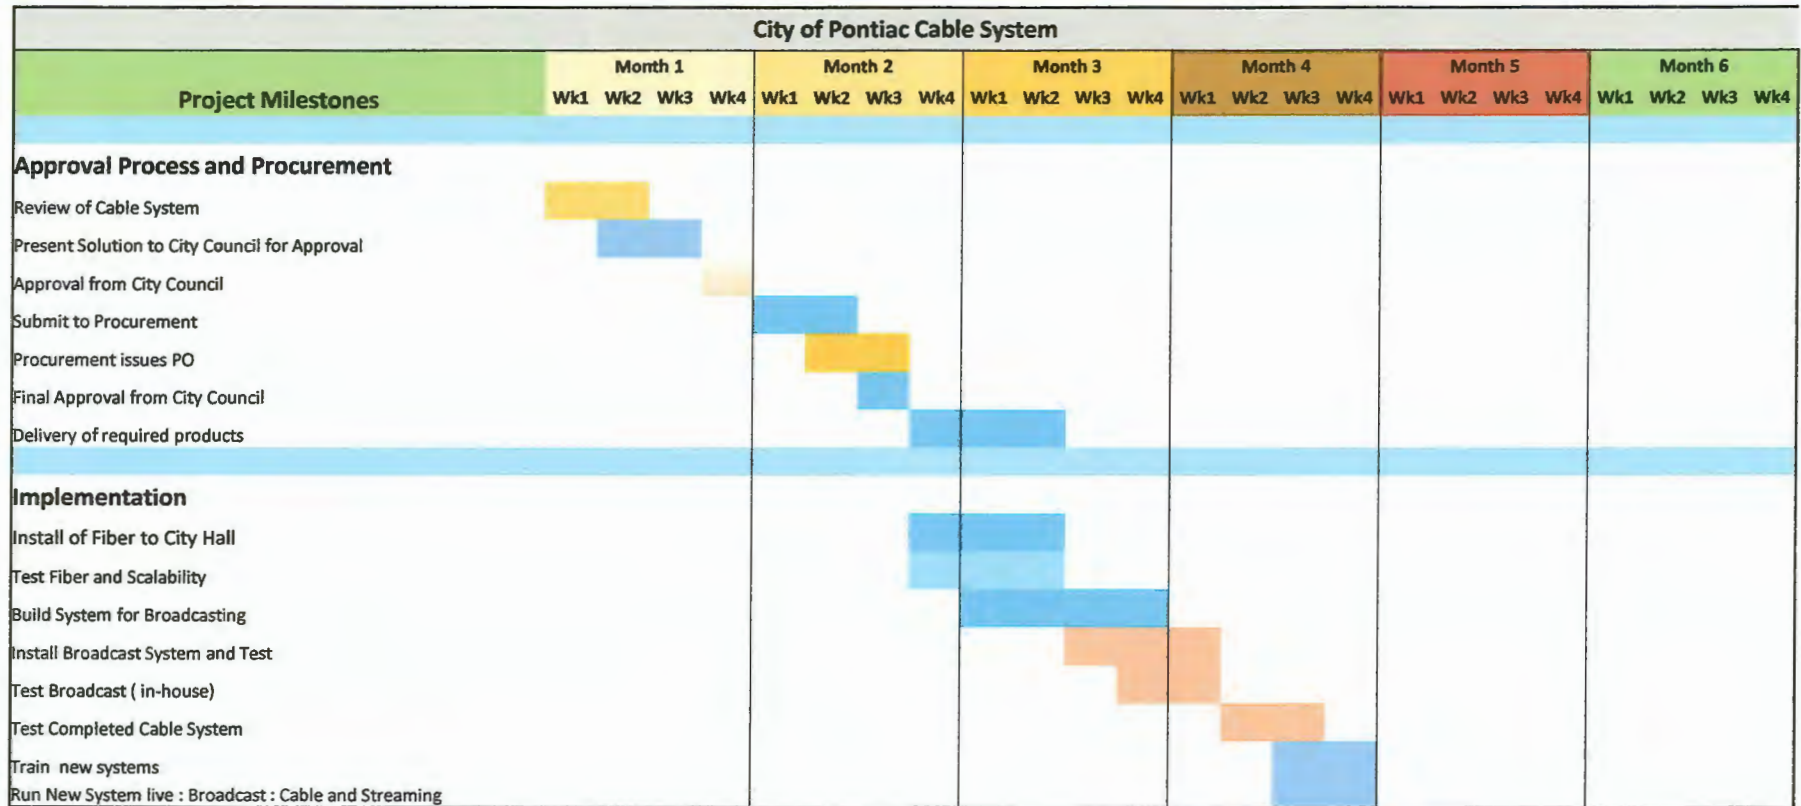 City of Pontiac Cable System
Month 1 Month 2 Month 3 Month 4 Month 5 Month 6
Project Milestones Wk1 Wk2 Wk3 Wk4 Wk1 Wk2 Wk3 Wk4 Wk1 Wk2 Wk3 Wk4 Wk1 Wk2 Wk3 Wk4 Wk1 Wk2 Wk3 Wk4 Wk1 Wk2 Wk3 Wk4
Approval Process and Procurement
Review of Cable System
Present Solution to City Council for Approval
Approval from City Council
Submit to Procurement
Procurement issues PO
Final Approval from City Council
Delivery of required products
Implementation
Install of Fiber to City Hall
Test Fiber and Scalability
Build System for Broadcasting
Install Broadcast System and Test
Test Broadcast ( in-house)
Test Completed Cable System
Train new systems
Run New System live : Broadcast : Cable and Streaming